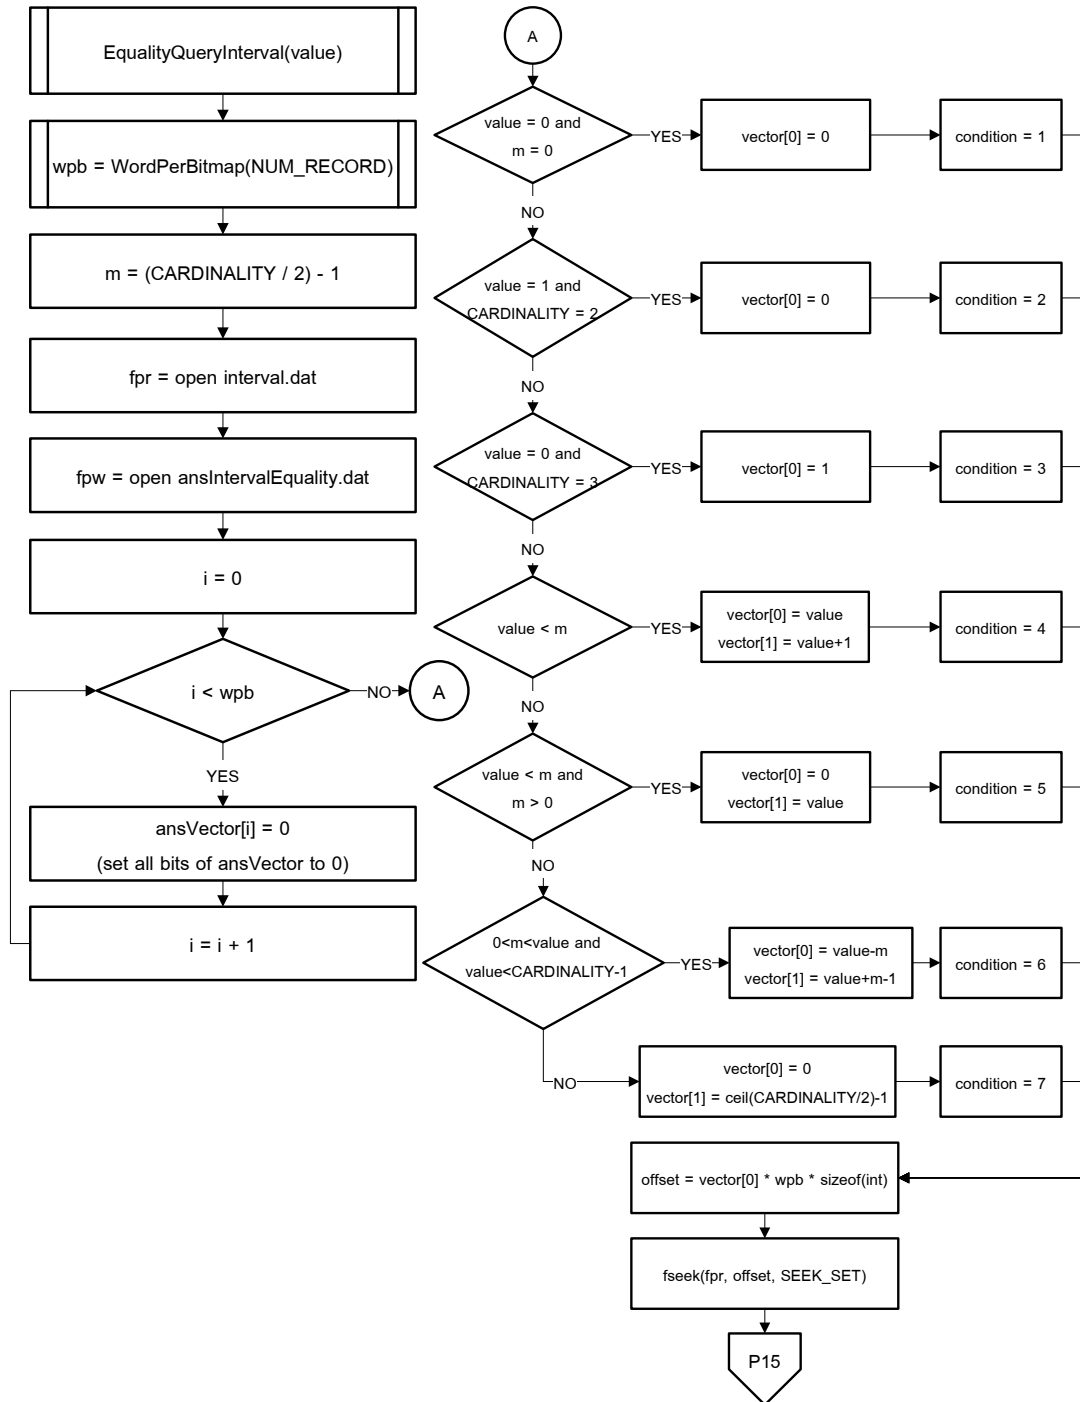 EqualityQueryInterval(value)
wpb = WordPerBitmap(NUM_RECORD)
m = (CARDINALITY / 2) - 1
fpr = open interval.dat
fpw = open ansIntervalEquality.dat
i = 0
i < wpb
NO
A
YES
ansVector[i] = 0
(set all bits of ansVector to 0)
i = i + 1
A
value = 0 and
m = 0
YES
vector[0] = 0
condition = 1
NO
value = 1 and
CARDINALITY = 2
YES
vector[0] = 0
condition = 2
NO
value = 0 and
CARDINALITY = 3
YES
vector[0] = 1
condition = 3
NO
value < m
YES
vector[0] = value
vector[1] = value+1
condition = 4
NO
value < m and
m > 0
YES
vector[0] = 0
vector[1] = value
condition = 5
NO
0<m<value and
value<CARDINALITY-1
YES
vector[0] = value-m
vector[1] = value+m-1
condition = 6
NO
vector[0] = 0
vector[1] = ceil(CARDINALITY/2)-1
condition = 7
offset = vector[0] * wpb * sizeof(int)
fseek(fpr, offset, SEEK_SET)
P15